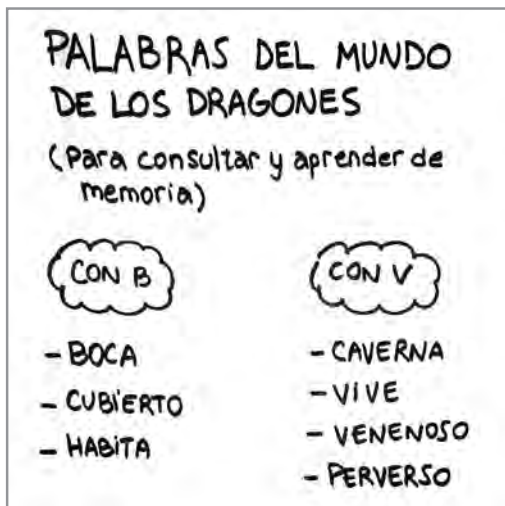 PALABRAS DEL MUNDO
DE LOS DRAGONES
(Para consultar y aprender de
memoria)
CON B
- BOCA
- CUBIERTO
- HABITA
CON V
- CAVERNA
- VIVE
- VENENOSO
- PERVERSO